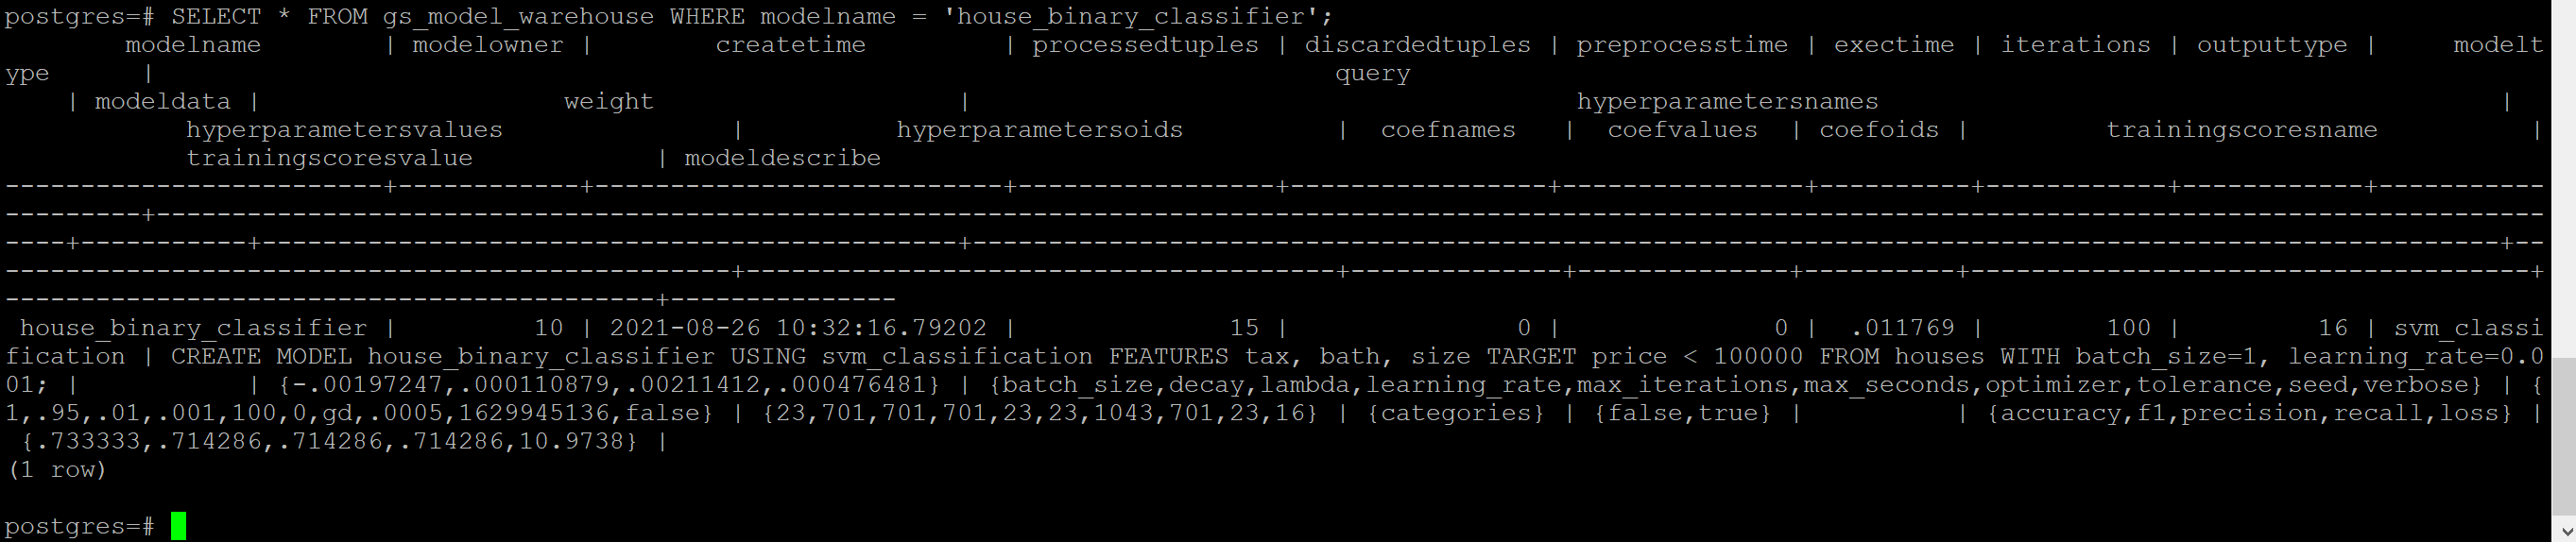 postgres=# SELECT * FROM gs_model_warehouse WHERE modelname = 'house_binary_classifier';
        modelname        | modelowner |         createtime         | processedtuples | discardedtuples | preprocesstime | exectime | iterations | outputtype |     modelt
ype      |                                                                              query
    | modeldata |                    weight                    |                                        hyperparametersnames                                         |
            hyperparametersvalues               |          hyperparametersoids          |  coefnames   |  coefvalues  | coefoids |         trainingscoresname          |
            trainingscoresvalue            | modeldescribe
-------------------------+------------+---------------------------+-----------------+-----------------+----------------+----------+------------+------------+-----------
---------+--------------------------------------------------------------------------------------------------------------------------------------------------------------
----+-----------+----------------------------------------------+-----------------------------------------------------------------------------------------------------+--
------------------------------------------------+---------------------------------------+--------------+--------------+----------+-------------------------------------+
-------------------------------------------+---------------
 house_binary_classifier |         10 | 2021-08-26 10:32:16.79202 |              15 |               0 |              0 |  .011769 |        100 |         16 | svm_classi
fication | CREATE MODEL house_binary_classifier USING svm_classification FEATURES tax, bath, size TARGET price < 100000 FROM houses WITH batch_size=1, learning_rate=0.0
01; |           | {-.00197247,.000110879,.00211412,.000476481} | {batch_size,decay,lambda,learning_rate,max_iterations,max_seconds,optimizer,tolerance,seed,verbose} | {
1,.95,.01,.001,100,0,gd,.0005,1629945136,false} | {23,701,701,701,23,23,1043,701,23,16} | {categories} | {false,true} |          | {accuracy,f1,precision,recall,loss} |
 {.733333,.714286,.714286,.714286,10.9738} |
(1 row)
postgres=#